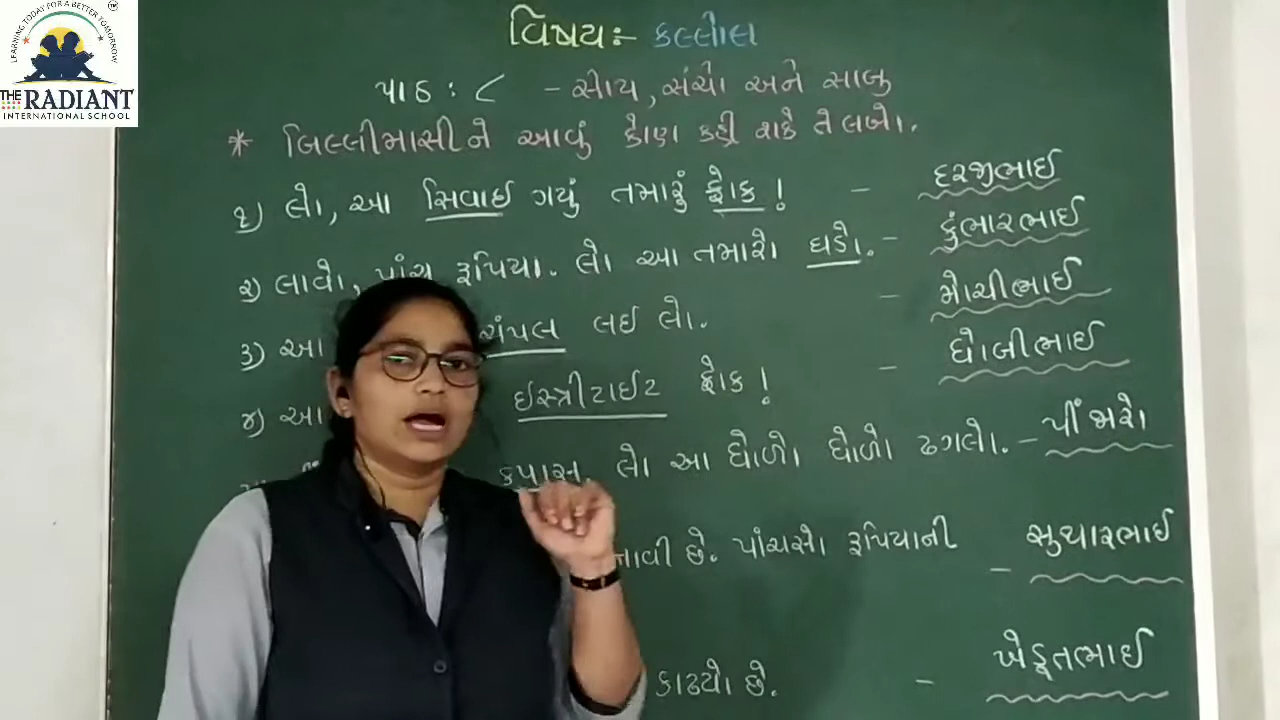 LEARNING TODAY FOR A BETTER TOMORROW
THE RADIANT
INTERNATIONAL SCHOOL
વિષય:- કલ્લોલ
પાઠ : ૮ - સોય, સંચો અને સાબુ
* બિલ્લીમાસીને આવું કોણ કહી શકે તે લખો.
૧) લો, આ સિવાઈ ગયું તમારું ફ્રોક ! - દરજીભાઈ
૨) લાવો, પાંચ રૂપિયા. લો આ તમારો ઘડો. - કુંભારભાઈ
૩) આ ચંપલ લઈ લો. - મોચીભાઈ
૪) આ ઈસ્ત્રીટાઈટ ફ્રોક ! - ધોબીભાઈ
કપાસ. લો આ ધોળો ધોળો ઢગલો. - પીંજારો
છે. પાંચસો રૂપિયાની - સુથારભાઈ
કાઢ્યો છે. - ખેડૂતભાઈ